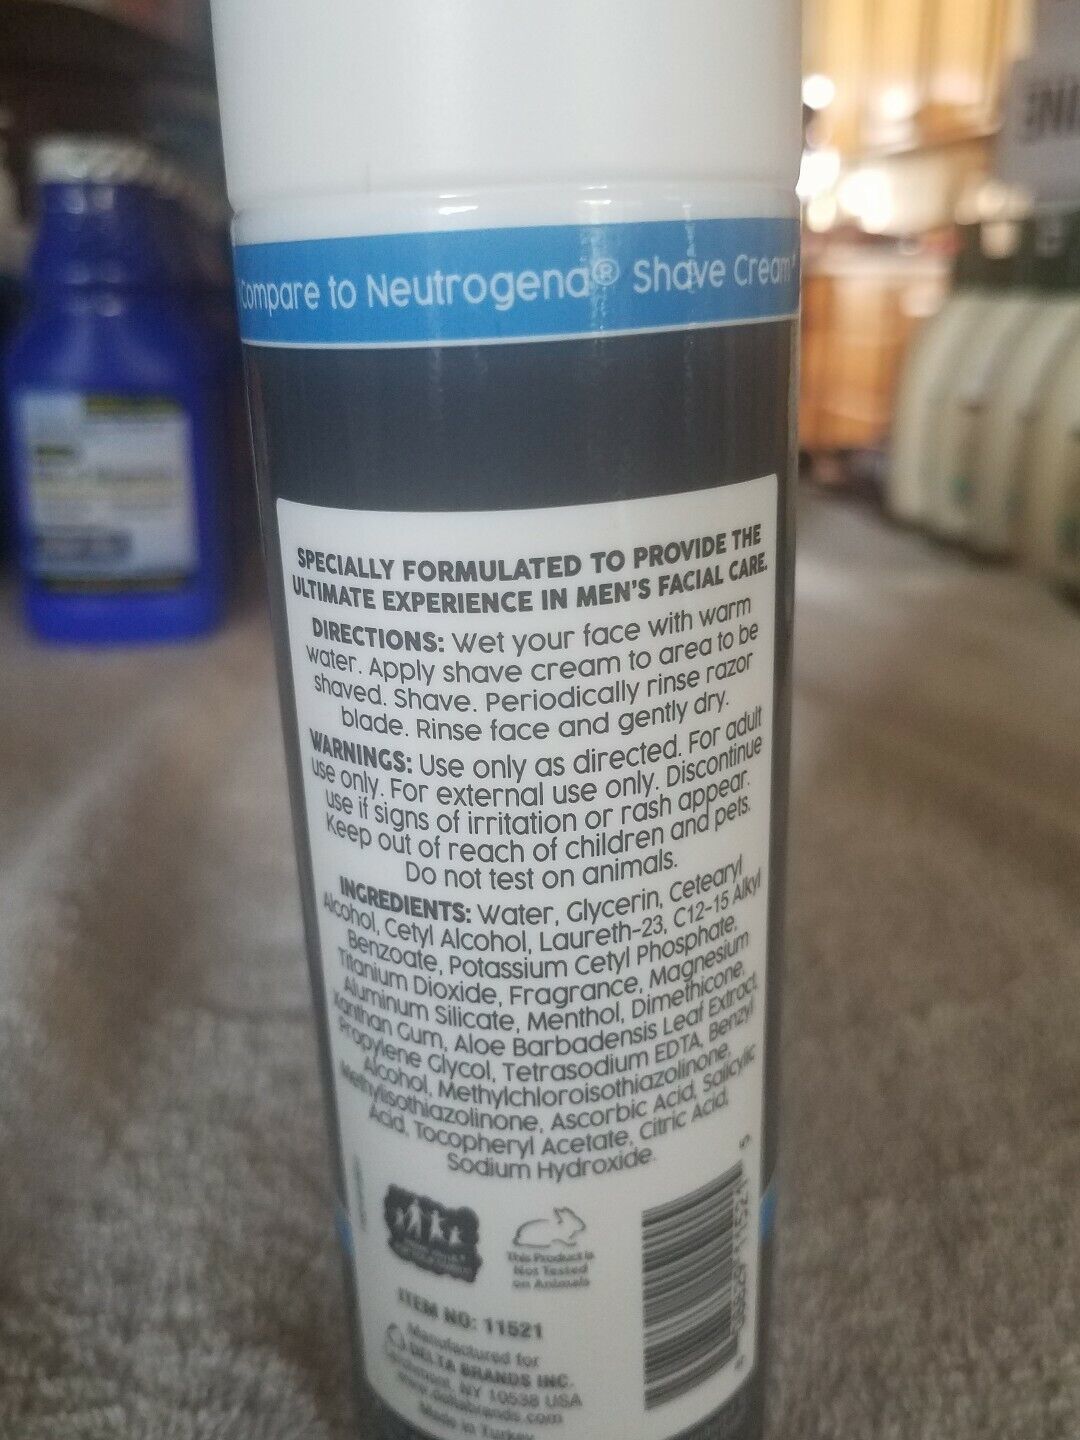 Compare to Neutrogena® Shave Cream*
SPECIALLY FORMULATED TO PROVIDE THE
ULTIMATE EXPERIENCE IN MEN'S FACIAL CARE.
DIRECTIONS: Wet your face with warm
water. Apply shave cream to area to be
shaved. Shave. Periodically rinse razor
blade. Rinse face and gently dry.
WARNINGS: Use only as directed. For adult
use only. For external use only. Discontinue
use if signs of irritation or rash appear.
Keep out of reach of children and pets.
Do not test on animals.
INGREDIENTS: Water, Glycerin, Cetearyl
Alcohol, Cetyl Alcohol, Laureth-23, C12-15 Alkyl
Benzoate, Potassium Cetyl Phosphate,
Titanium Dioxide, Fragrance, Magnesium
Aluminum Silicate, Menthol, Dimethicone,
Xanthan Gum, Aloe Barbadensis Leaf Extract,
Propylene Glycol, Tetrasodium EDTA, Benzyl
Alcohol, Methylchloroisothiazolinone,
Methylisothiazolinone, Ascorbic Acid, Salicylic
Acid, Tocopheryl Acetate, Citric Acid,
Sodium Hydroxide.
This Product is
Not Tested
on Animals
ITEM NO: 11521
Manufactured for
DELTA BRANDS INC.
Larchmont, NY 10538 USA
www.deltabrands.com
Made in Turkey
INE